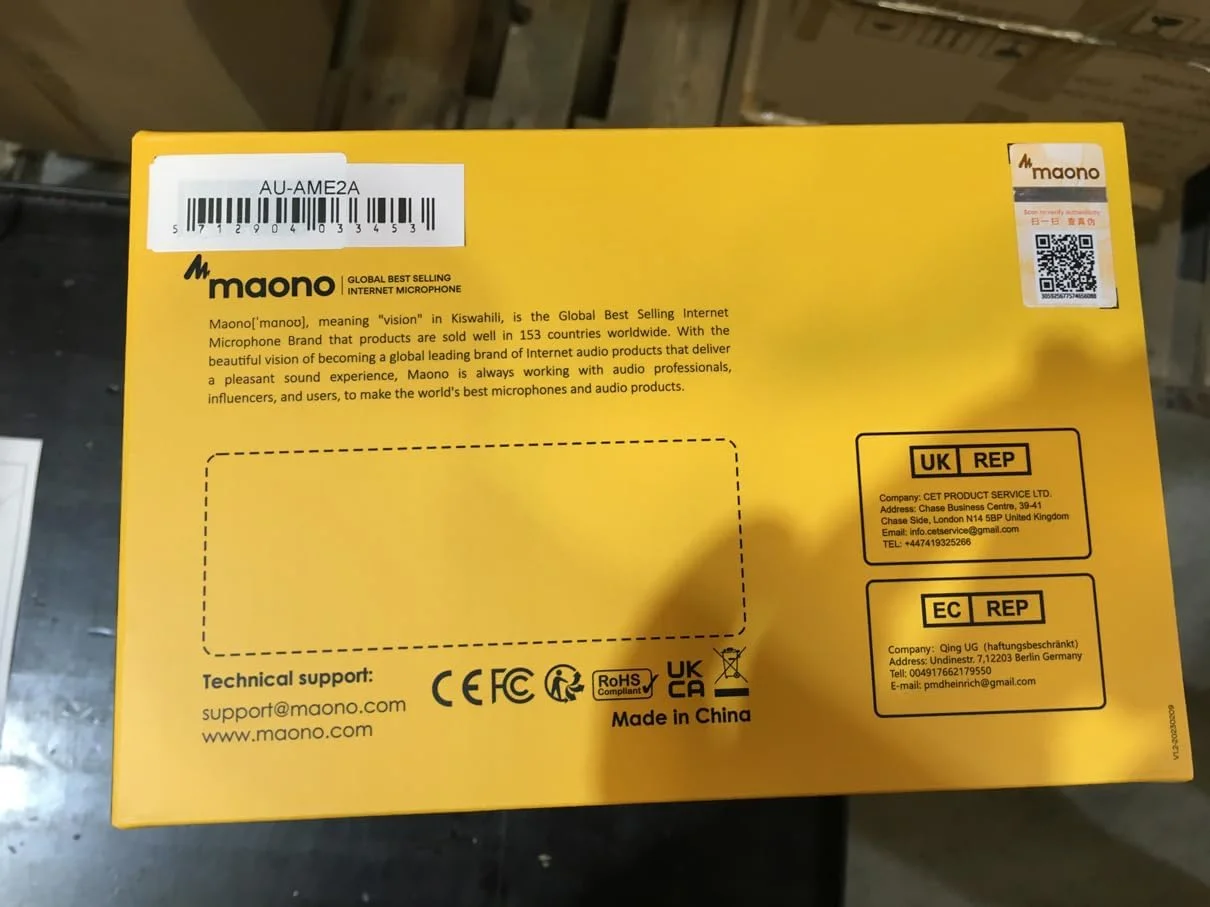 AU-AME2A
5 712904 033453
maono
GLOBAL BEST SELLING
INTERNET MICROPHONE
Maono['mɑnoʊ], meaning "vision" in Kiswahili, is the Global Best Selling Internet
Microphone Brand that products are sold well in 153 countries worldwide. With the
beautiful vision of becoming a global leading brand of Internet audio products that deliver
a pleasant sound experience, Maono is always working with audio professionals,
influencers, and users, to make the world's best microphones and audio products.
Technical support:
support@maono.com
www.maono.com
CE FC
RoHS
Compliant
UK
CA
Made in China
maono
Scan to verify authenticity
扫一扫 查真伪
UK REP
Company: CET PRODUCT SERVICE LTD.
Address: Chase Business Centre, 39-41
Chase Side, London N14 5BP United Kingdom
Email: info.cetservice@gmail.com
TEL: +447419325266
EC REP
Company: Qing UG (haftungsbeschränkt)
Address: Undinestr. 7,12203 Berlin Germany
Tell: 004917662179550
E-mail: pmdheinrich@gmail.com
V1.2-20230209